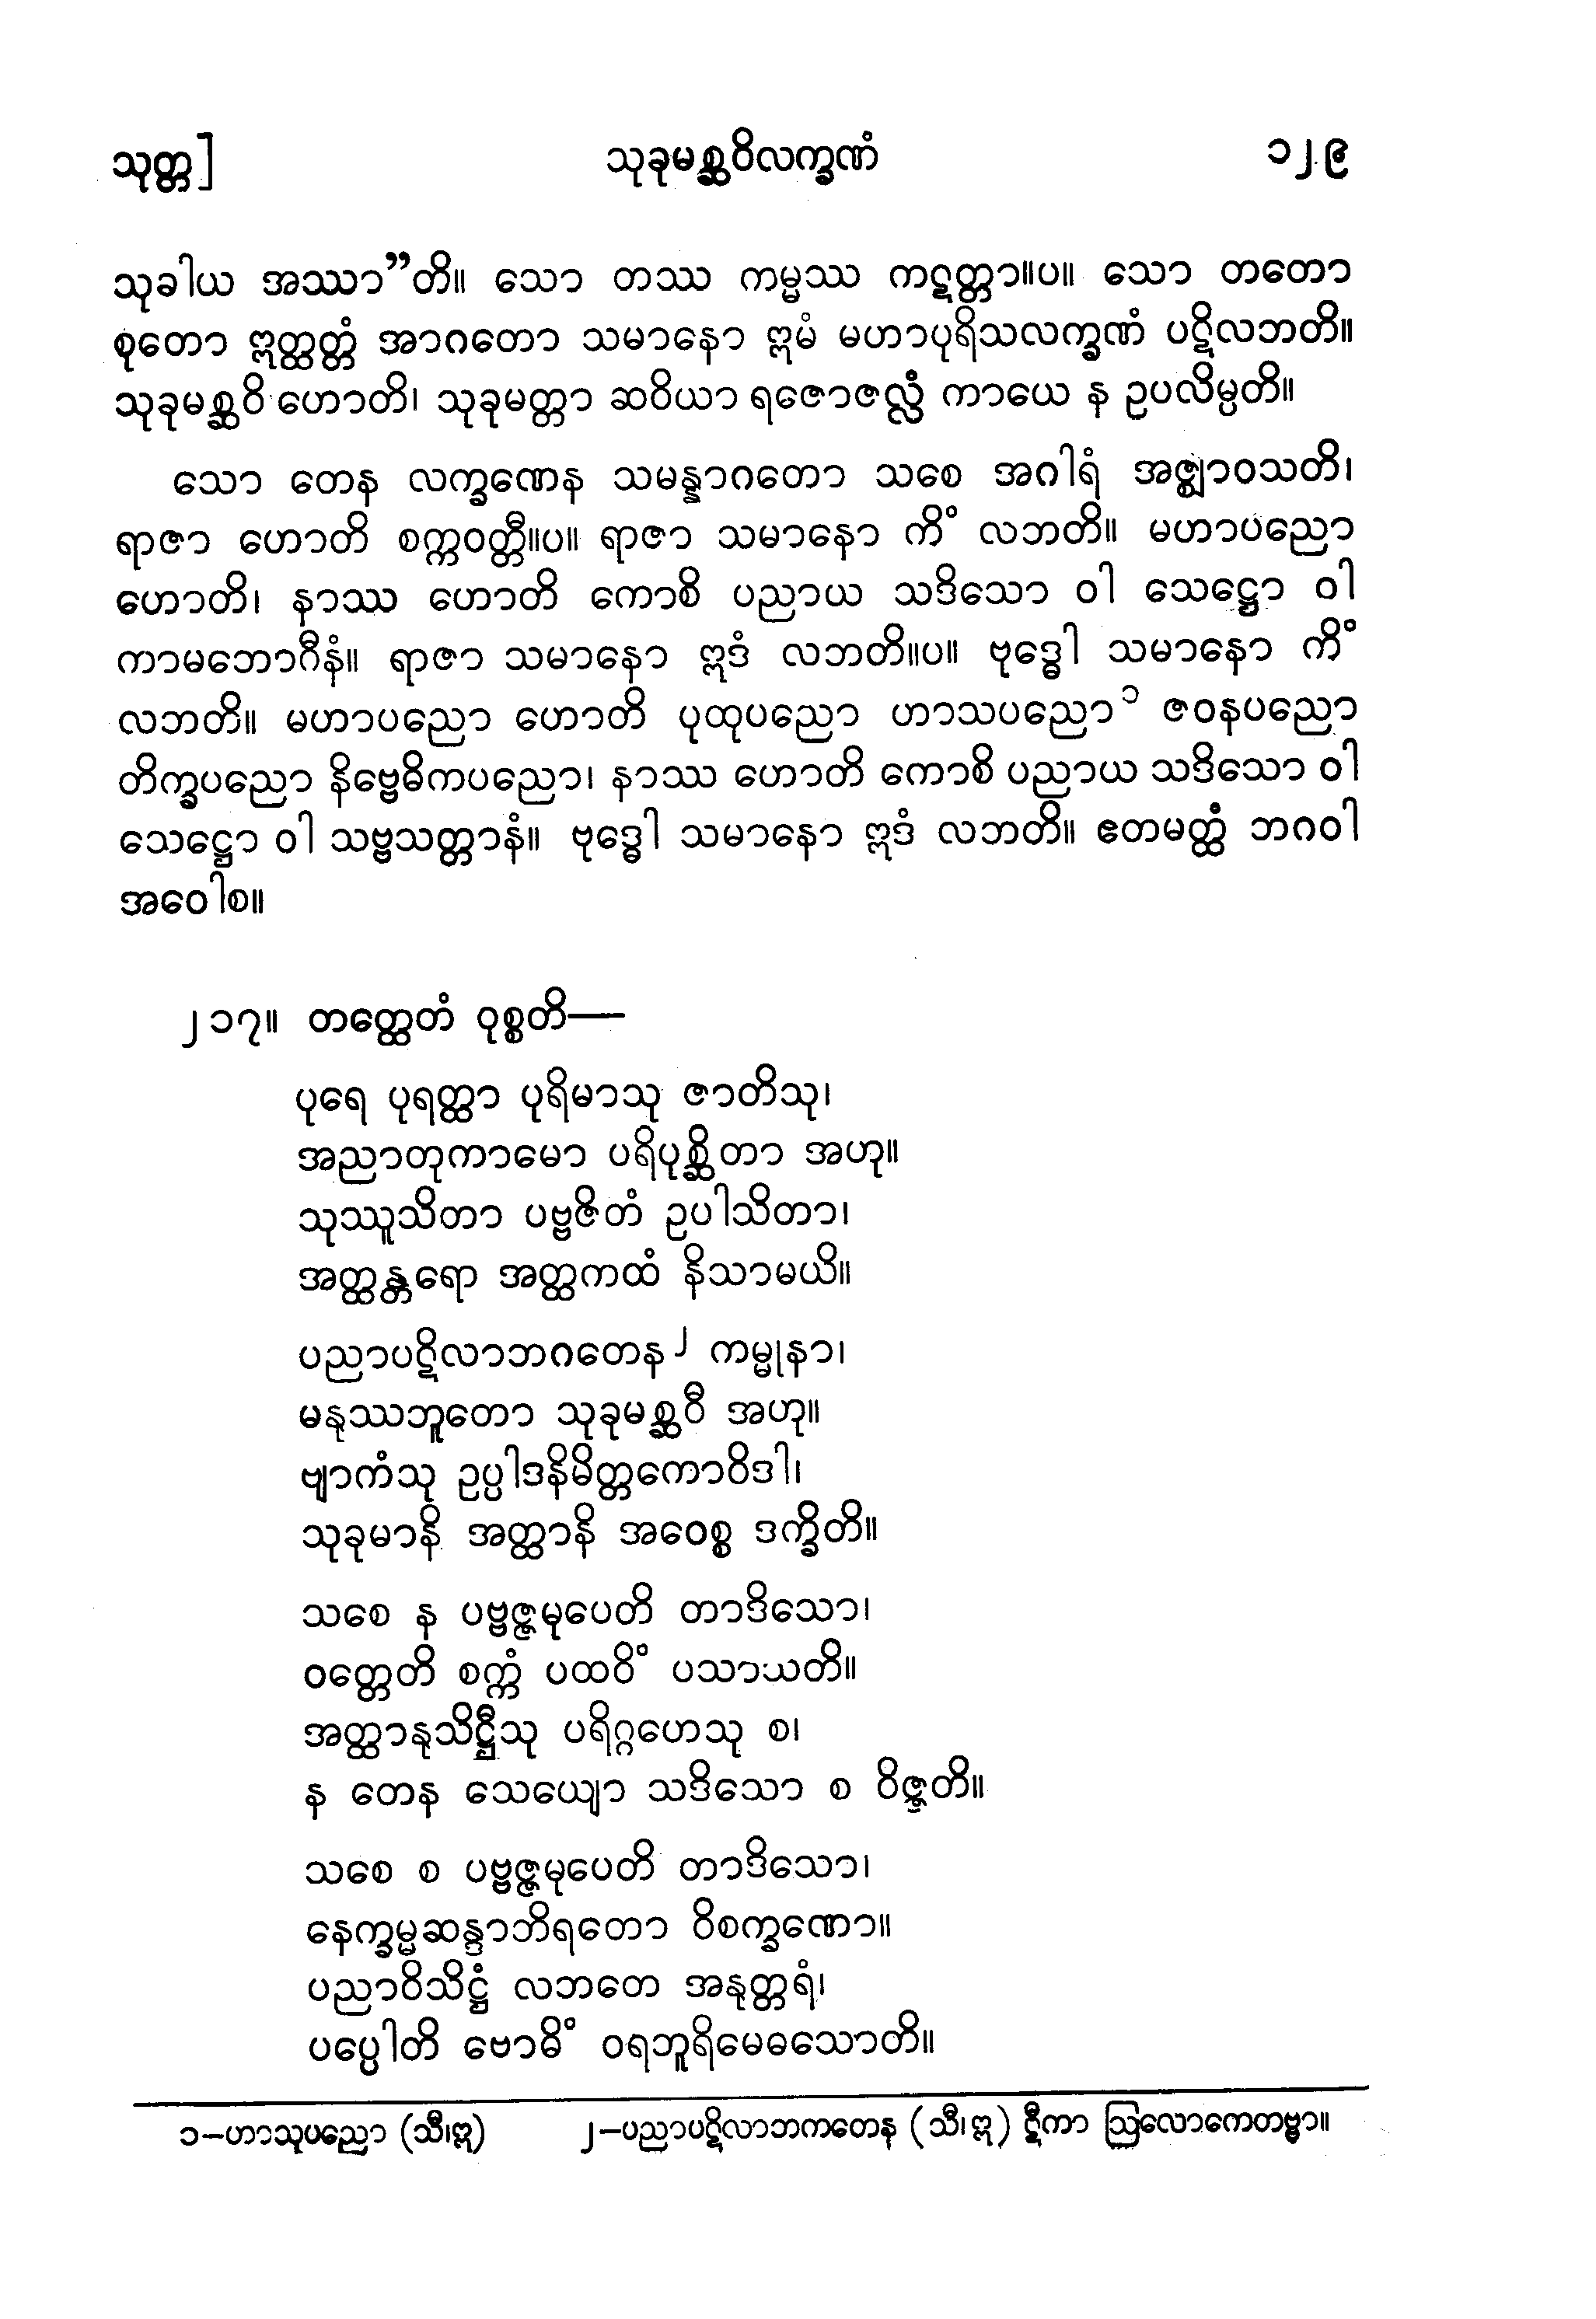 သုတ္တ] သုခုမစ္ဆဝိလက္ခဏံ ၁၂၉
သုခါယ အဿာ”တိ။ သော တဿ ကမ္မဿ ကဋတ္တာ။ပ။ သော တတော
စုတော ဣတ္ထတ္တံ အာဂတော သမာနော ဣမံ မဟာပုရိသလက္ခဏံ ပဋိလဘတိ။
သုခုမစ္ဆဝိ ဟောတိ၊ သုခုမတ္တာ ဆဝိယာ ရဇောဇလ္လံ ကာယေ န ဥပလိမ္ပတိ။
သော တေန လက္ခဏေန သမန္နာဂတော သစေ အဂါရံ အဇ္ဈာဝသတိ၊
ရာဇာ ဟောတိ စက္ကဝတ္တီ။ပ။ ရာဇာ သမာနော ကိံ လဘတိ။ မဟာပညော
ဟောတိ၊ နာဿ ဟောတိ ကောစိ ပညာယ သဒိသော ဝါ သေဋ္ဌော ဝါ
ကာမဘောဂီနံ။ ရာဇာ သမာနော ဣဒံ လဘတိ။ပ။ ဗုဒ္ဓေါ သမာနော ကိံ
လဘတိ။ မဟာပညော ဟောတိ ပုထုပညော ဟာသပညော၁ ဇဝနပညော
တိက္ခပညော နိဗ္ဗေဓိကပညော၊ နာဿ ဟောတိ ကောစိ ပညာယ သဒိသော ဝါ
သေဋ္ဌော ဝါ သဗ္ဗသတ္တာနံ။ ဗုဒ္ဓေါ သမာနော ဣဒံ လဘတိ။ ဧတမတ္ထံ ဘဂဝါ
အဝေါစ။
၂၁၇။ တတ္ထေတံ ဝုစ္စတိ—
ပုရေ ပုရတ္ထာ ပုရိမာသု ဇာတိသု၊
အညာတုကာမော ပရိပုစ္ဆိတာ အဟု။
သုဿူသိတာ ပဗ္ဗဇိတံ ဥပါသိတာ၊
အတ္ထန္တရော အတ္ထကထံ နိသာမယိ။
ပညာပဋိလာဘဂတေန၂ ကမ္မုနာ၊
မနုဿဘူတော သုခုမစ္ဆဝီ အဟု။
ဗျာကံသု ဥပ္ပါဒနိမိတ္တကောဝိဒါ၊
သုခုမာနိ အတ္ထာနိ အဝေစ္စ ဒက္ခိတိ။
သစေ န ပဗ္ဗဇ္ဇမုပေတိ တာဒိသော၊
ဝတ္တေတိ စက္ကံ ပထဝိံ ပသာသတိ။
အတ္ထာနုသိဋ္ဌီသု ပရိဂ္ဂဟေသု စ၊
န တေန သေယျော သဒိသော စ ဝိဇ္ဇတိ။
သစေ စ ပဗ္ဗဇ္ဇမုပေတိ တာဒိသော၊
နေက္ခမ္မဆန္ဒာဘိရတော ဝိစက္ခဏော။
ပညာဝိသိဋ္ဌံ လဘတေ အနုတ္တရံ၊
ပပ္ပေါတိ ဗောဓိံ ဝရဘူရိမေဓသောတိ။
၁–ဟာသုပညော (သီ၊ဣ) ၂–ပညာပဋိလာဘကတေန (သီ၊ဣ) ဋီကာ ဩလောကေတဗ္ဗာ။